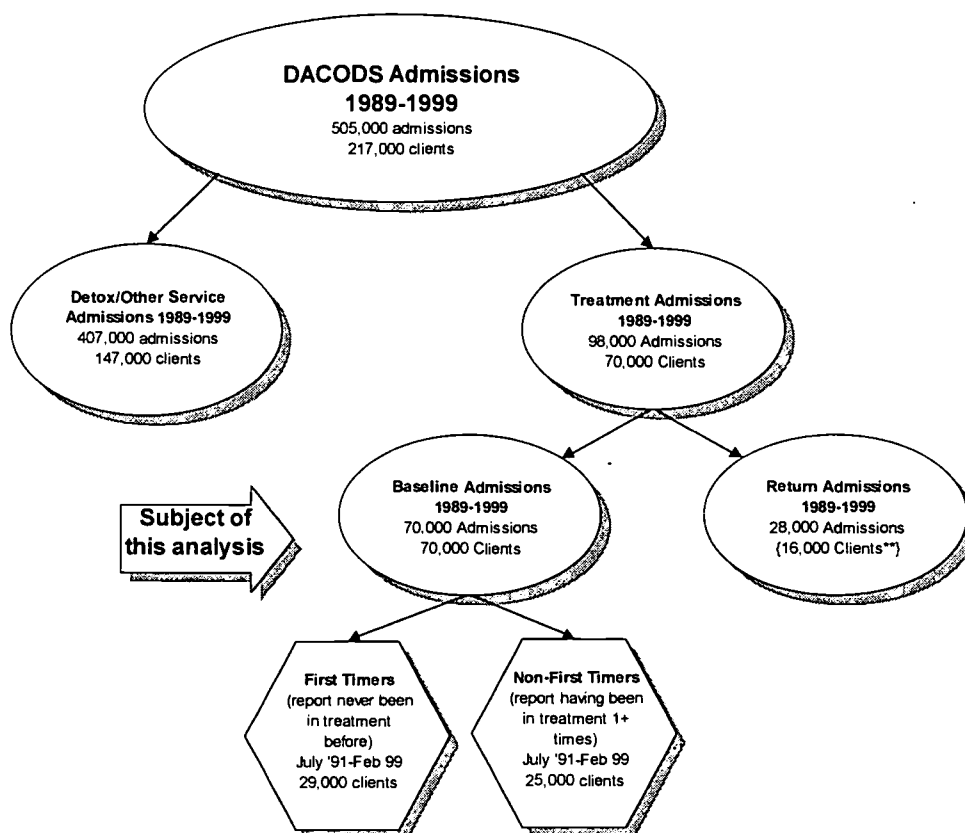 DACODS Admissions
1989-1999
505,000 admissions
217,000 clients
Detox/Other Service
Admissions 1989-1999
407,000 admissions
147,000 clients
Treatment Admissions
1989-1999
98,000 Admissions
70,000 Clients
Subject of
this analysis
Baseline Admissions
1989-1999
70,000 Admissions
70,000 Clients
Return Admissions
1989-1999
28,000 Admissions
{16,000 Clients**}
First Timers
(report never been
in treatment
before)
July '91-Feb 99
29,000 clients
Non-First Timers
(report having been
in treatment 1+
times)
July '91-Feb 99
25,000 clients